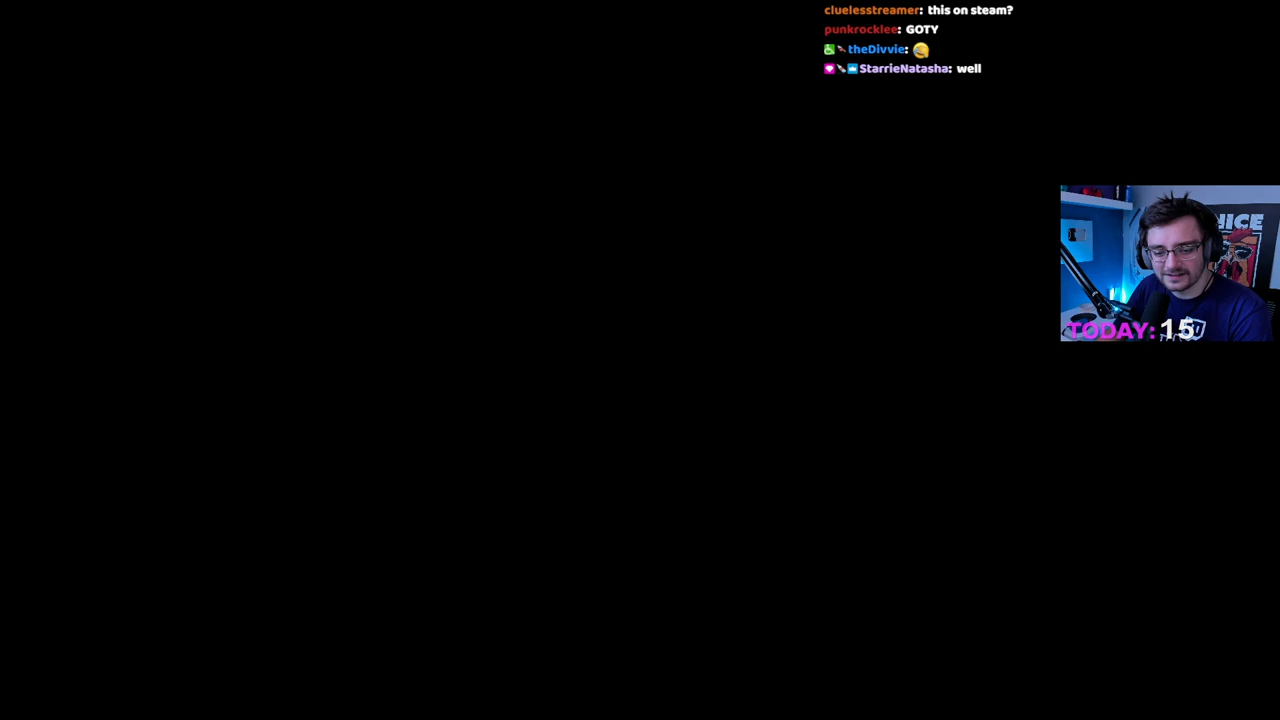 cluelesstreamer: this on steam?
punkrocklee: GOTY
theDivvie:
StarrieNatasha: well
TODAY: 15